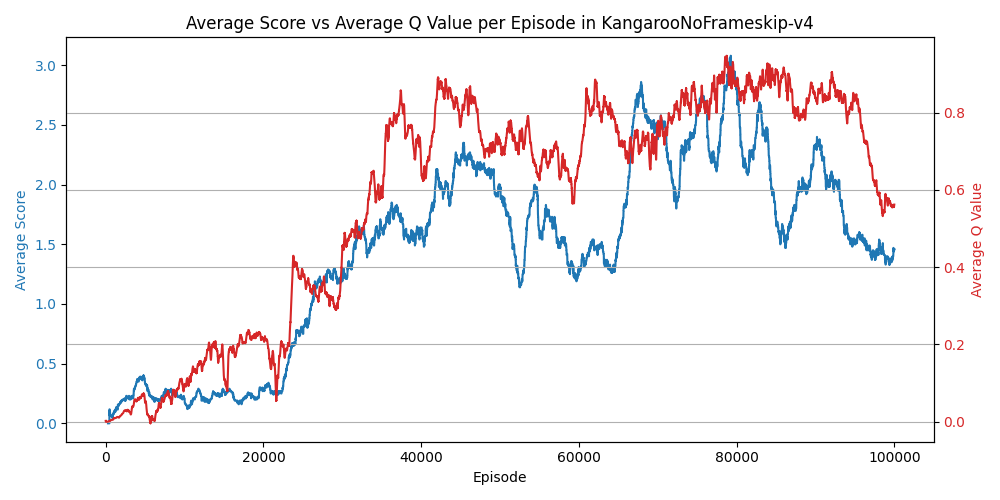 Average Score vs Average Q Value per Episode in KangarooNoFrameskip-v4
Average Score
3.0
2.5
2.0
1.5
1.0
0.5
0.0
0.8
0.6
0.4
0.2
0.0
Average Q Value
0 20000 40000 60000 80000 100000
Episode